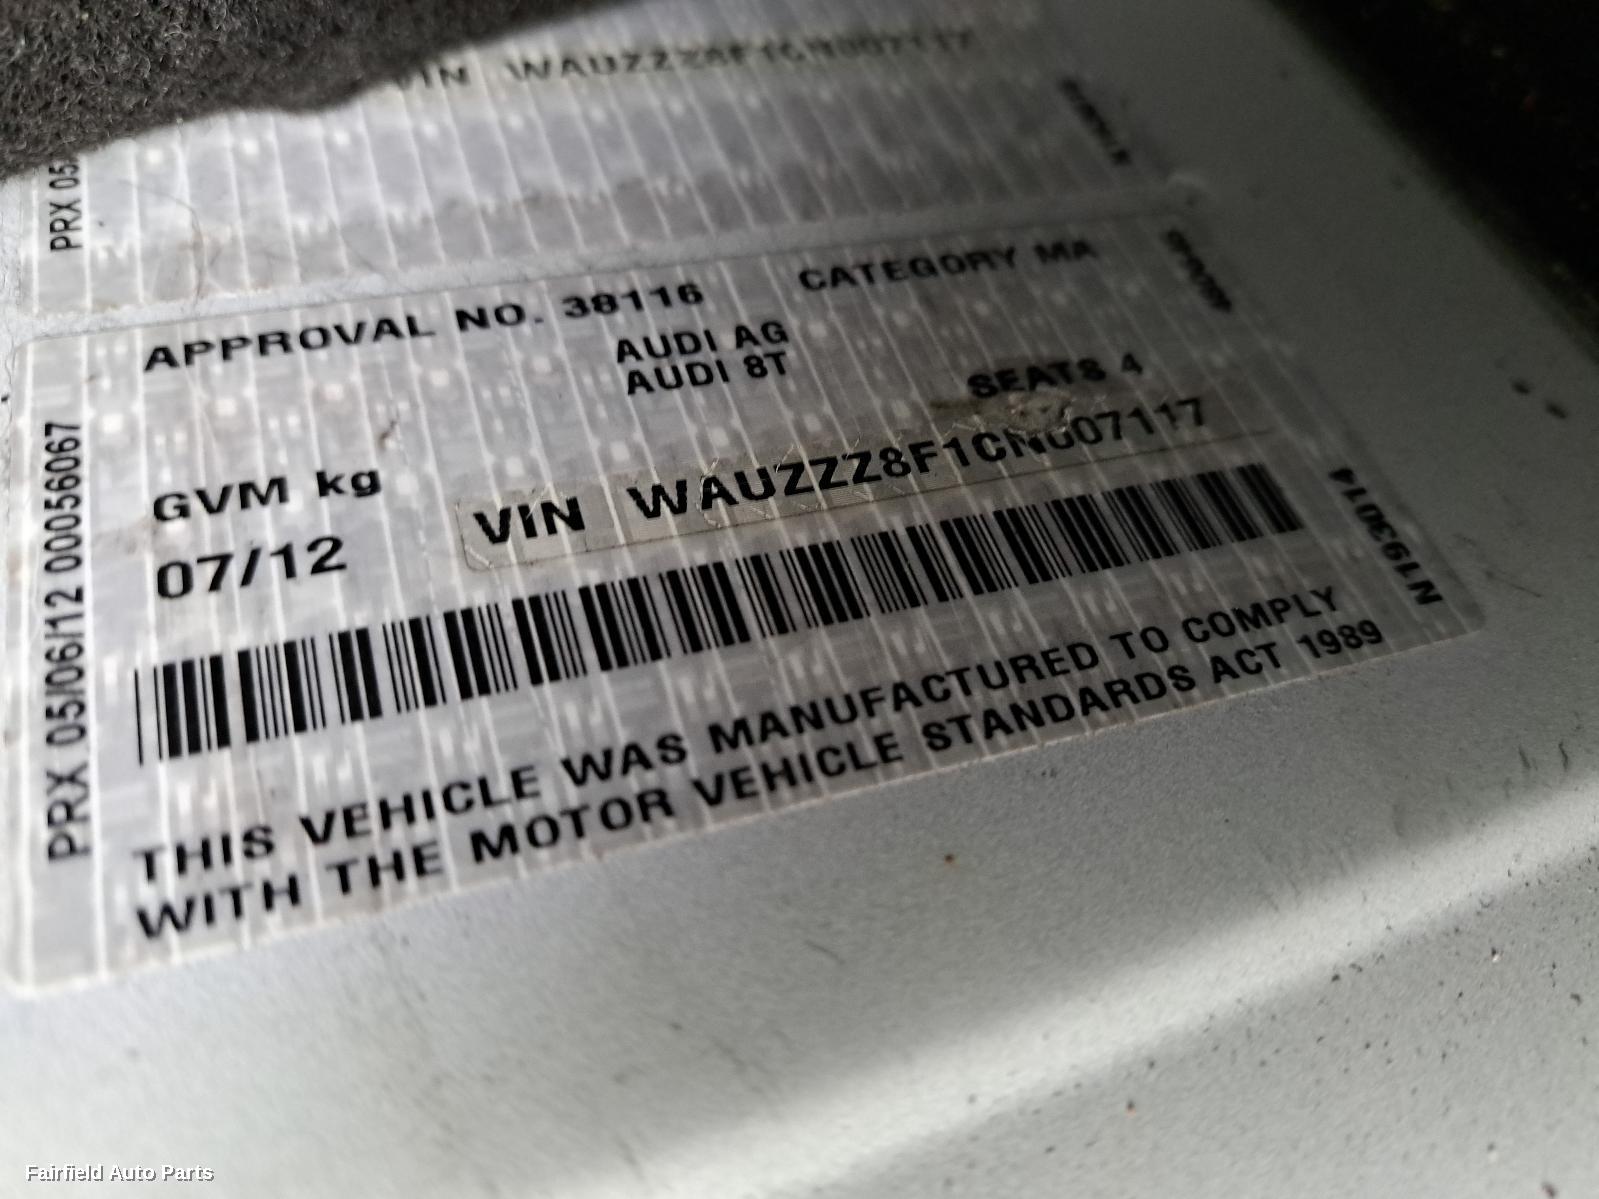 VIN WAUZZZ8F1CN007117
PRX 05
APPROVAL NO. 38116 CATEGORY MA
AUDI AG
AUDI 8T
SEATS 4
GVM kg
07/12
VIN WAUZZZ8F1CN007117
PRX 05/06/12 00056067
N193014
THIS VEHICLE WAS MANUFACTURED TO COMPLY
WITH THE MOTOR VEHICLE STANDARDS ACT 1989
Fairfield Auto Parts